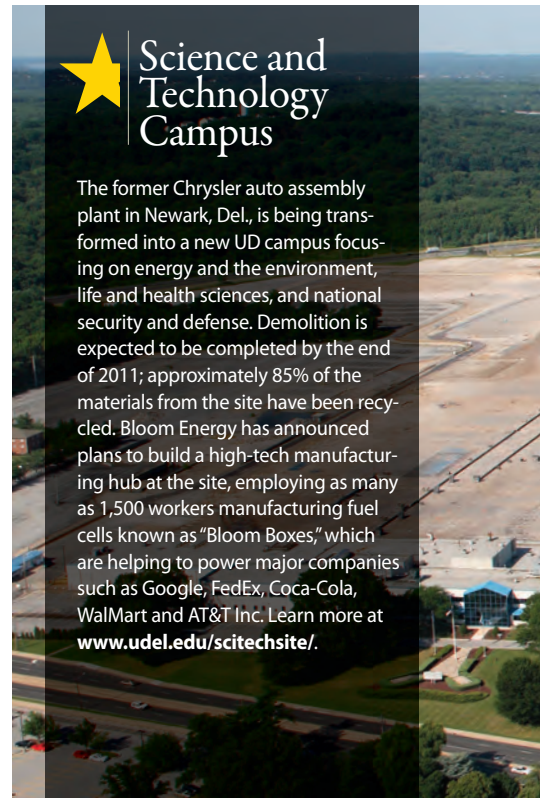 Science and
Technology
Campus
The former Chrysler auto assembly
plant in Newark, Del., is being trans-
formed into a new UD campus focus-
ing on energy and the environment,
life and health sciences, and national
security and defense. Demolition is
expected to be completed by the end
of 2011; approximately 85% of the
materials from the site have been recy-
cled. Bloom Energy has announced
plans to build a high-tech manufactur-
ing hub at the site, employing as many
as 1,500 workers manufacturing fuel
cells known as “Bloom Boxes,” which
are helping to power major companies
such as Google, FedEx, Coca-Cola,
WalMart and AT&T Inc. Learn more at
www.udel.edu/scitechsite/.